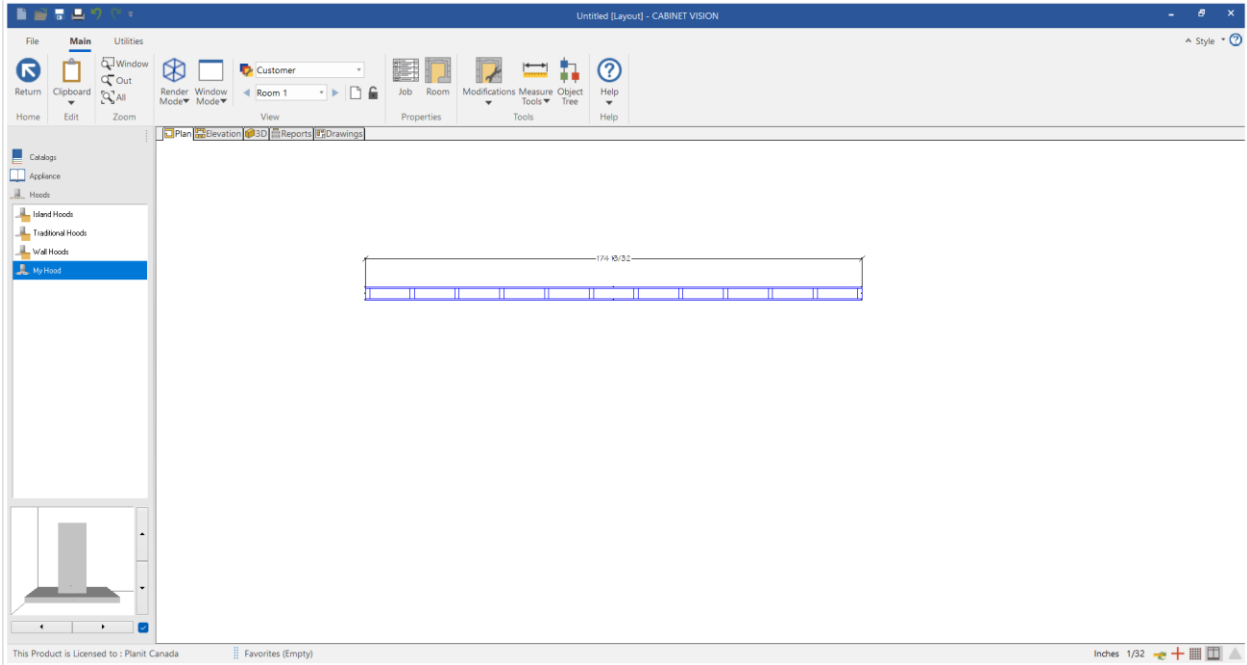 Untitled [Layout] - CABINET VISION
File Main Utilities Style
Return Clipboard Window Out All Render Mode Window Mode Customer Room 1 Job Room Modifications Measure Tools Object Tree Help
Home Edit Zoom View Properties Tools Help
Plan Elevation 3D Reports Drawings
Catalogs
Appliance
Hoods
Island Hoods
Traditional Hoods
Wall Hoods
My Hood
This Product is Licensed to : Planit Canada Favorites (Empty) Inches 1/32